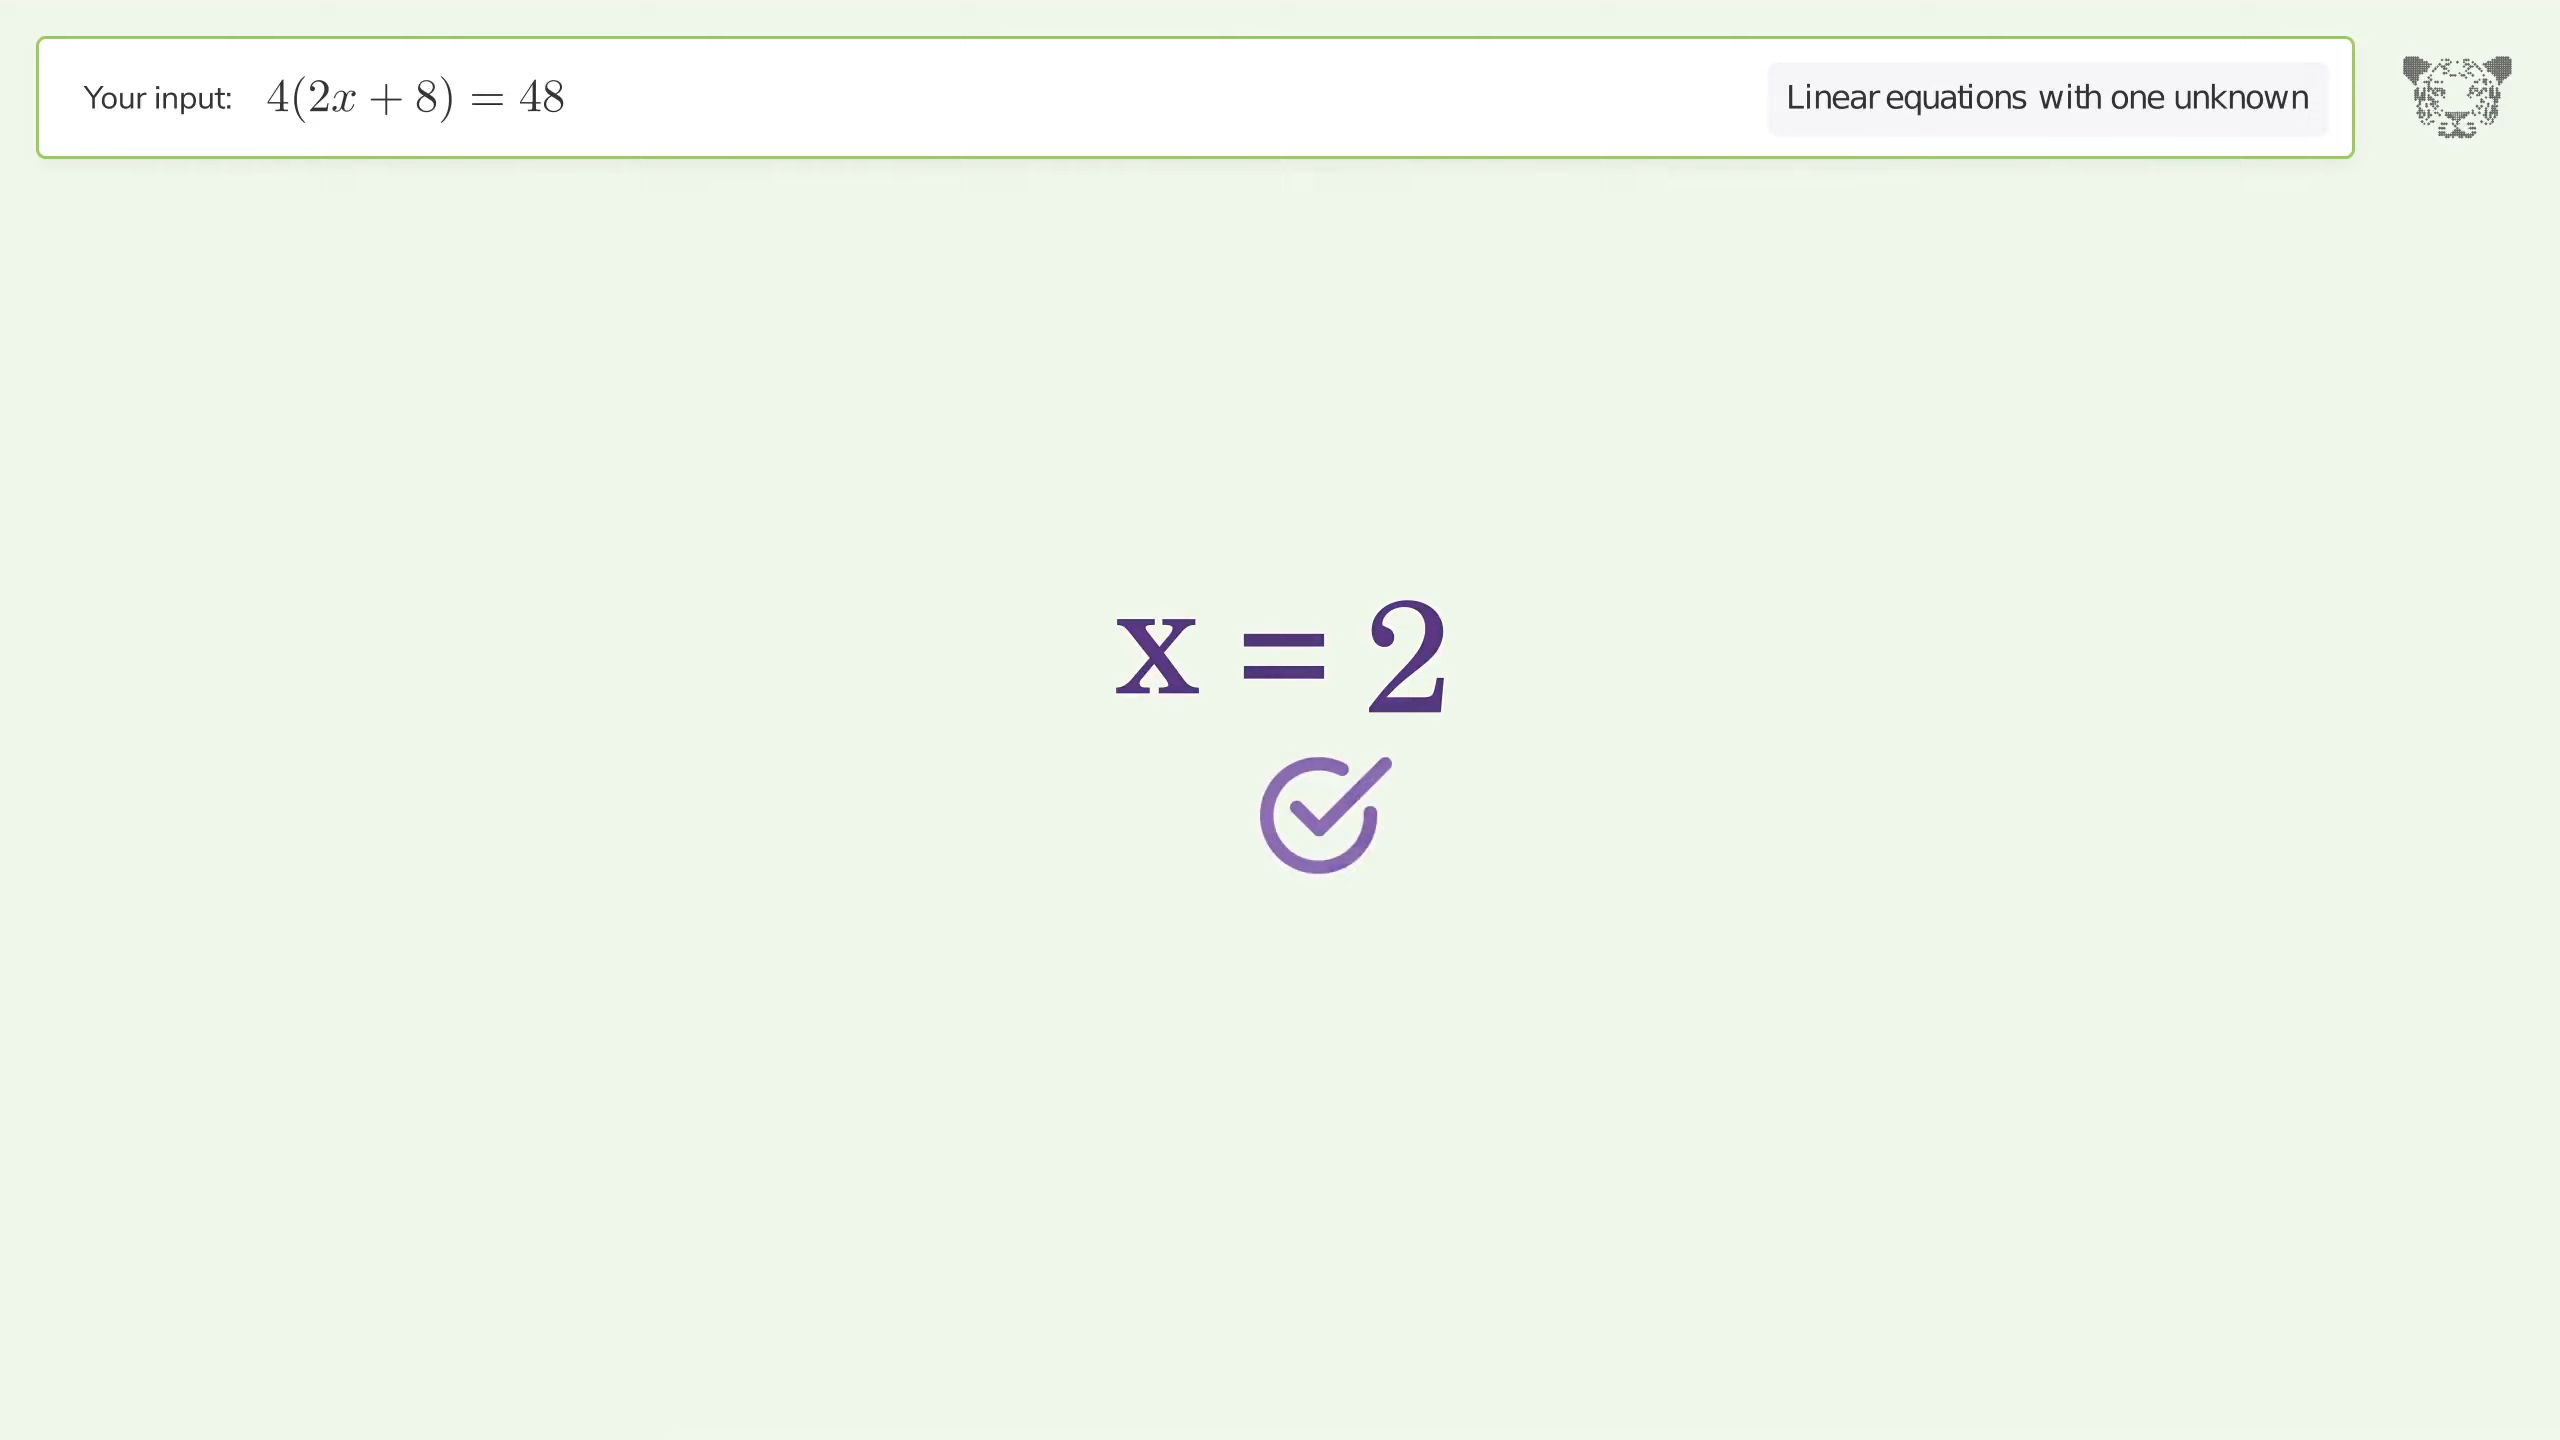 Your input: 4(2x + 8) = 48
Linear equations with one unknown
x = 2